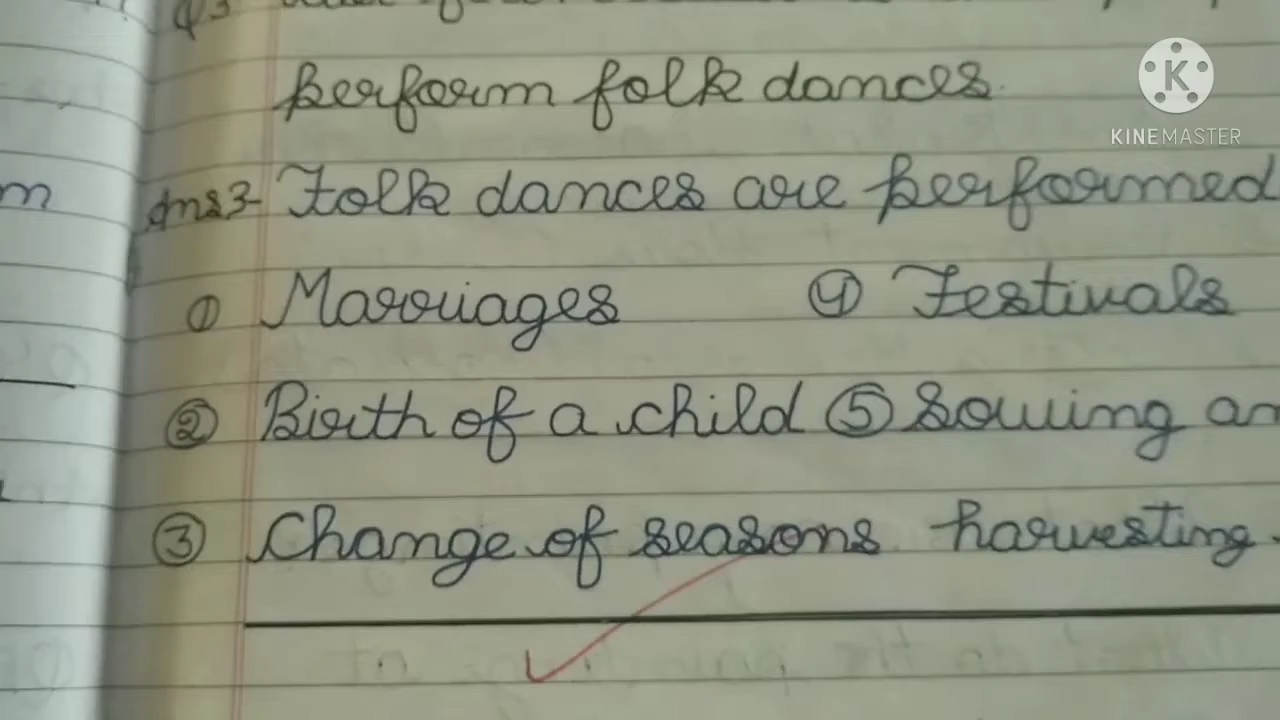 perform folk dances.
KINEMASTER
m Ans3- Folk dances are performed
① Marriages ④ Festivals
② Birth of a child ⑤ Sowing an
③ Change of seasons harvesting.